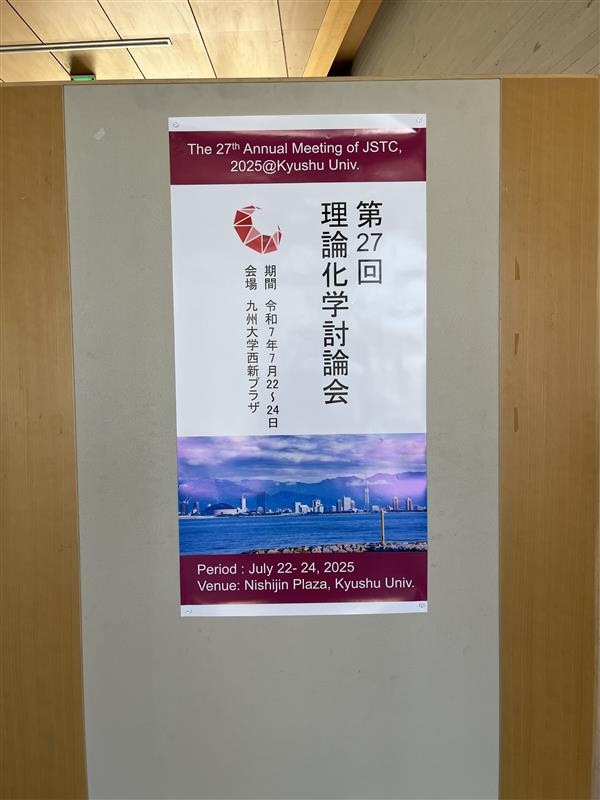 The 27th Annual Meeting of JSTC,
2025@Kyushu Univ.
第27回
理論化学討論会
期間 令和7年7月22～24日
会場 九州大学西新プラザ
Period : July 22- 24, 2025
Venue: Nishijin Plaza, Kyushu Univ.